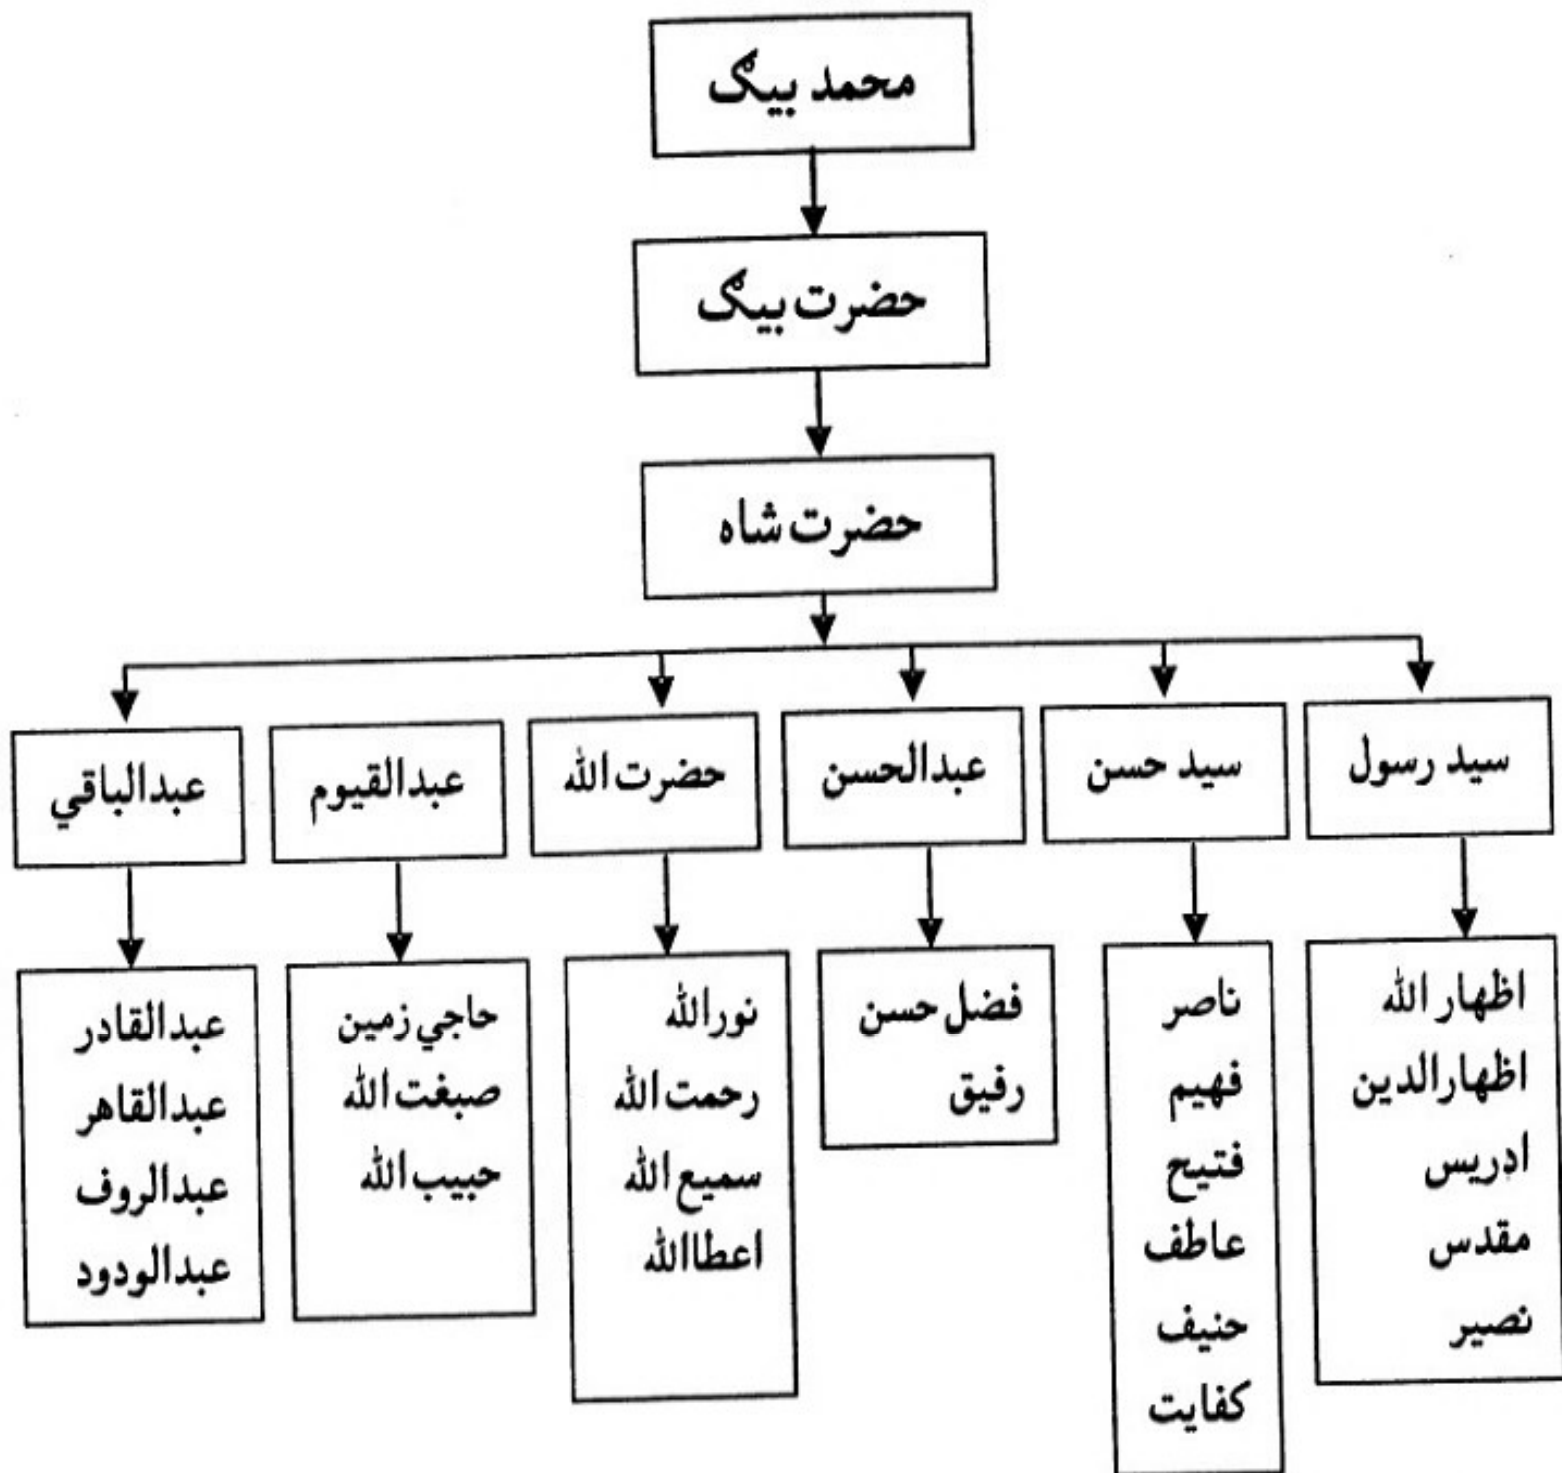 محمد بیګ
حضرت بیګ
حضرت شاه
سید رسول
سید حسن
عبدالحسن
حضرت الله
عبدالقیوم
عبدالباقي
اظهار الله
اظهارالدین
ادریس
مقدس
نصیر
ناصر
فهیم
فتیح
عاطف
حنیف
کفایت
فضل حسن
رفیق
نورالله
رحمت الله
سمیع الله
اعطاالله
حاجي زمین
صبغت الله
حبیب الله
عبدالقادر
عبدالقاهر
عبدالروف
عبدالودود